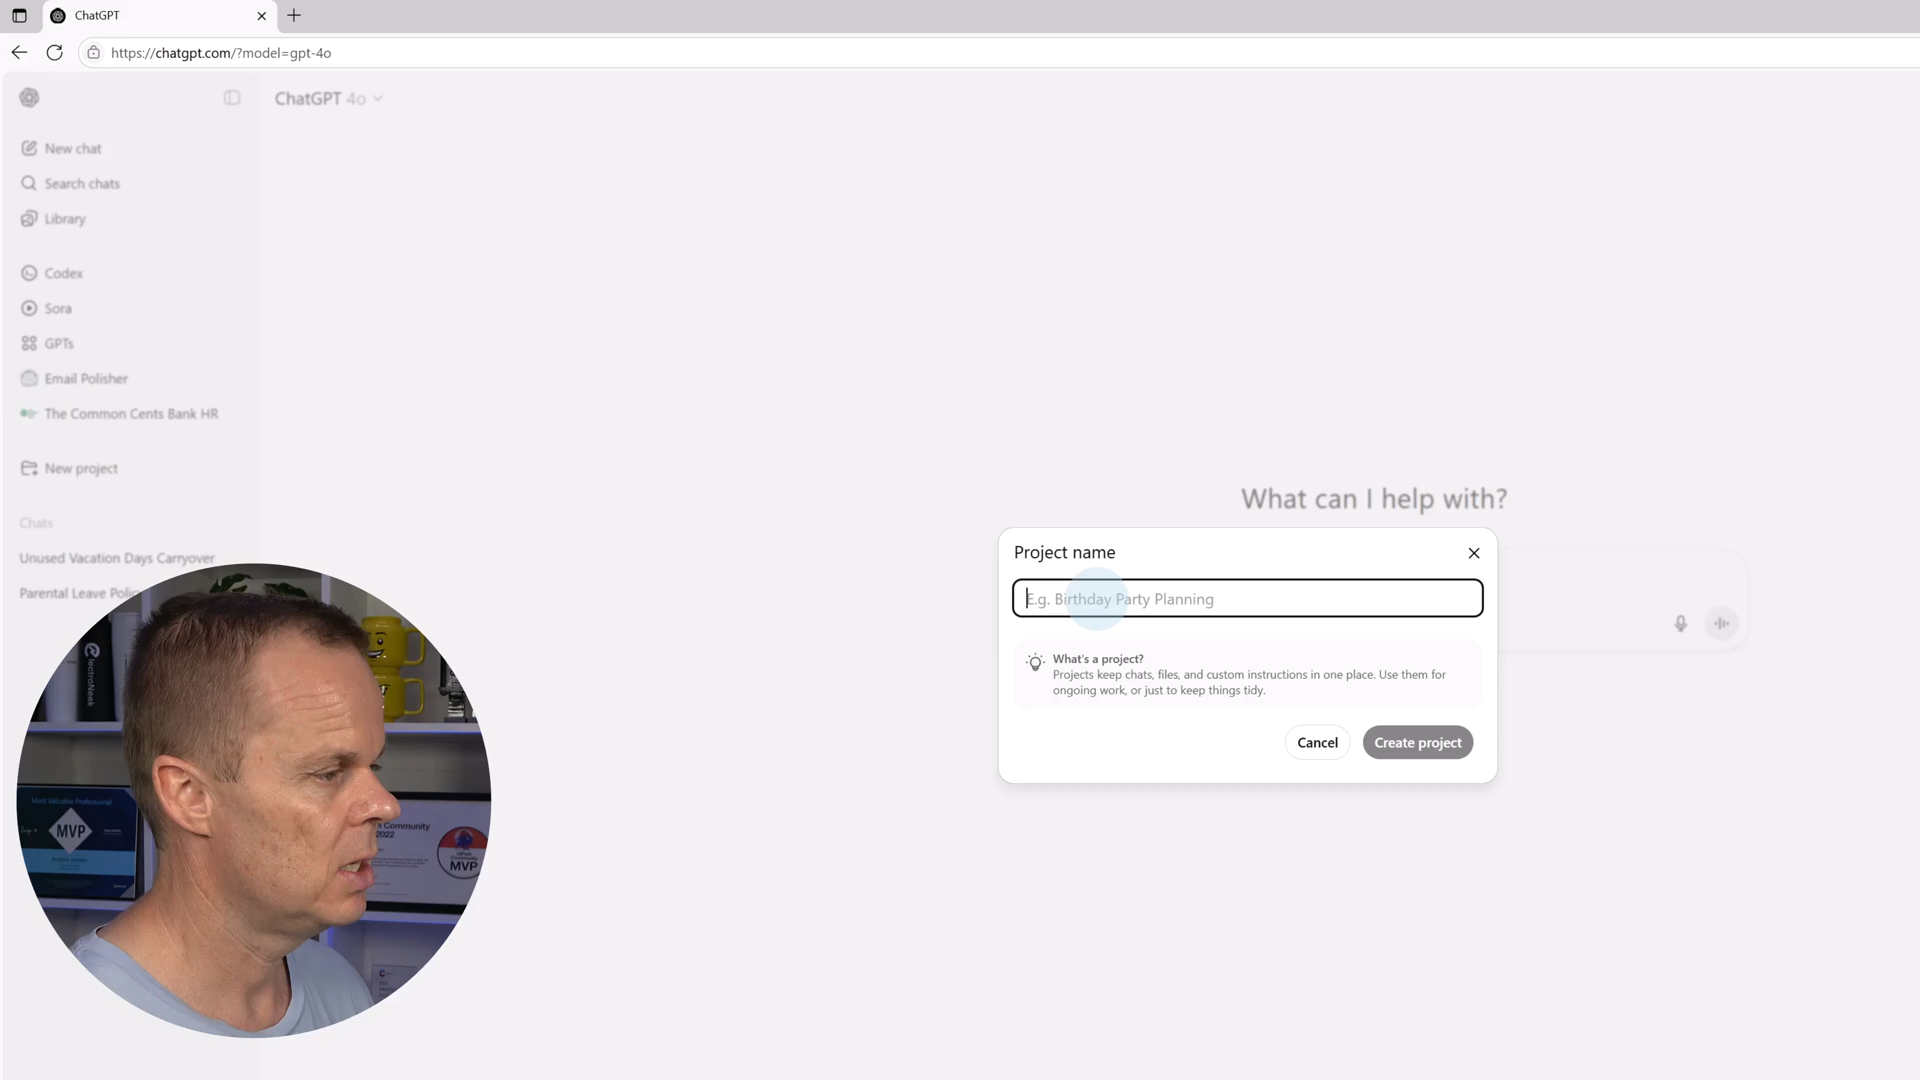 ChatGPT
https://chatgpt.com/?model=gpt-4o
ChatGPT 4o
New chat
Search chats
Library
Codex
Sora
GPTs
Email Polisher
The Common Cents Bank HR
New project
Chats
Unused Vacation Days Carryover
Parental Leave Polic
What can I help with?
Project name
E.g. Birthday Party Planning
What's a project?
Projects keep chats, files, and custom instructions in one place. Use them for
ongoing work, or just to keep things tidy.
Cancel
Create project
lectroNeek
Most Valuable Professional
MVP
Community
2022
MVP